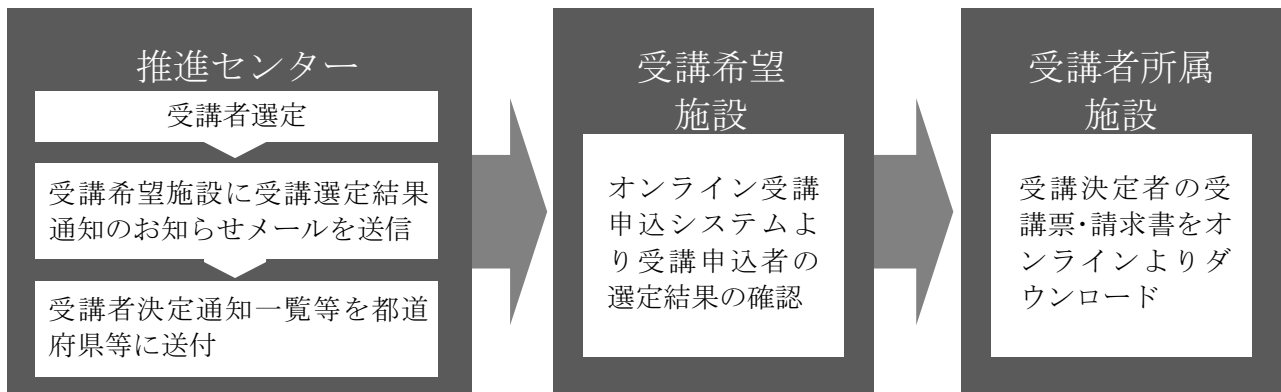 推進センター
受講者選定
受講希望施設に受講選定結果
通知のお知らせメールを送信
受講者決定通知一覧等を都道
府県等に送付
受講希望
施設
オンライン受講
申込システムよ
り受講申込者の
選定結果の確認
受講者所属
施設
受講決定者の受
講票・請求書をオ
ンラインよりダ
ウンロード